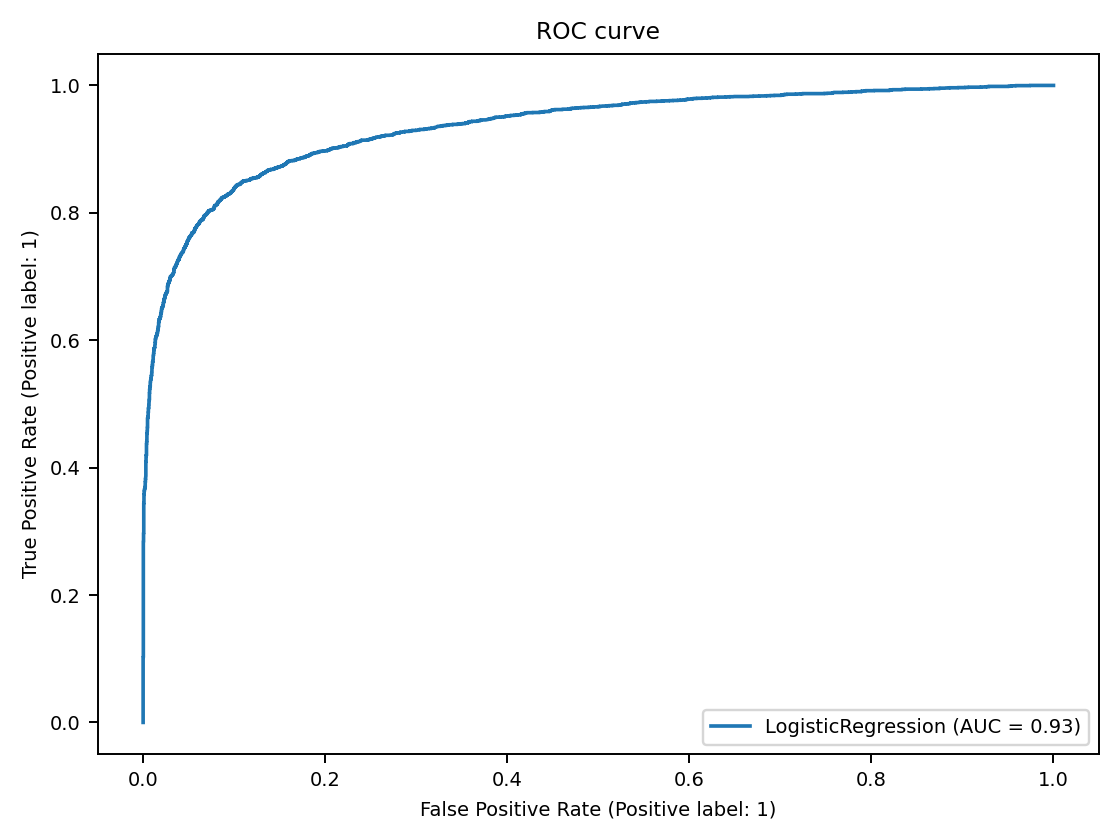 ROC curve
1.0
0.8
0.6
0.4
0.2
0.0
True Positive Rate (Positive label: 1)
LogisticRegression (AUC = 0.93)
0.0 0.2 0.4 0.6 0.8 1.0
False Positive Rate (Positive label: 1)